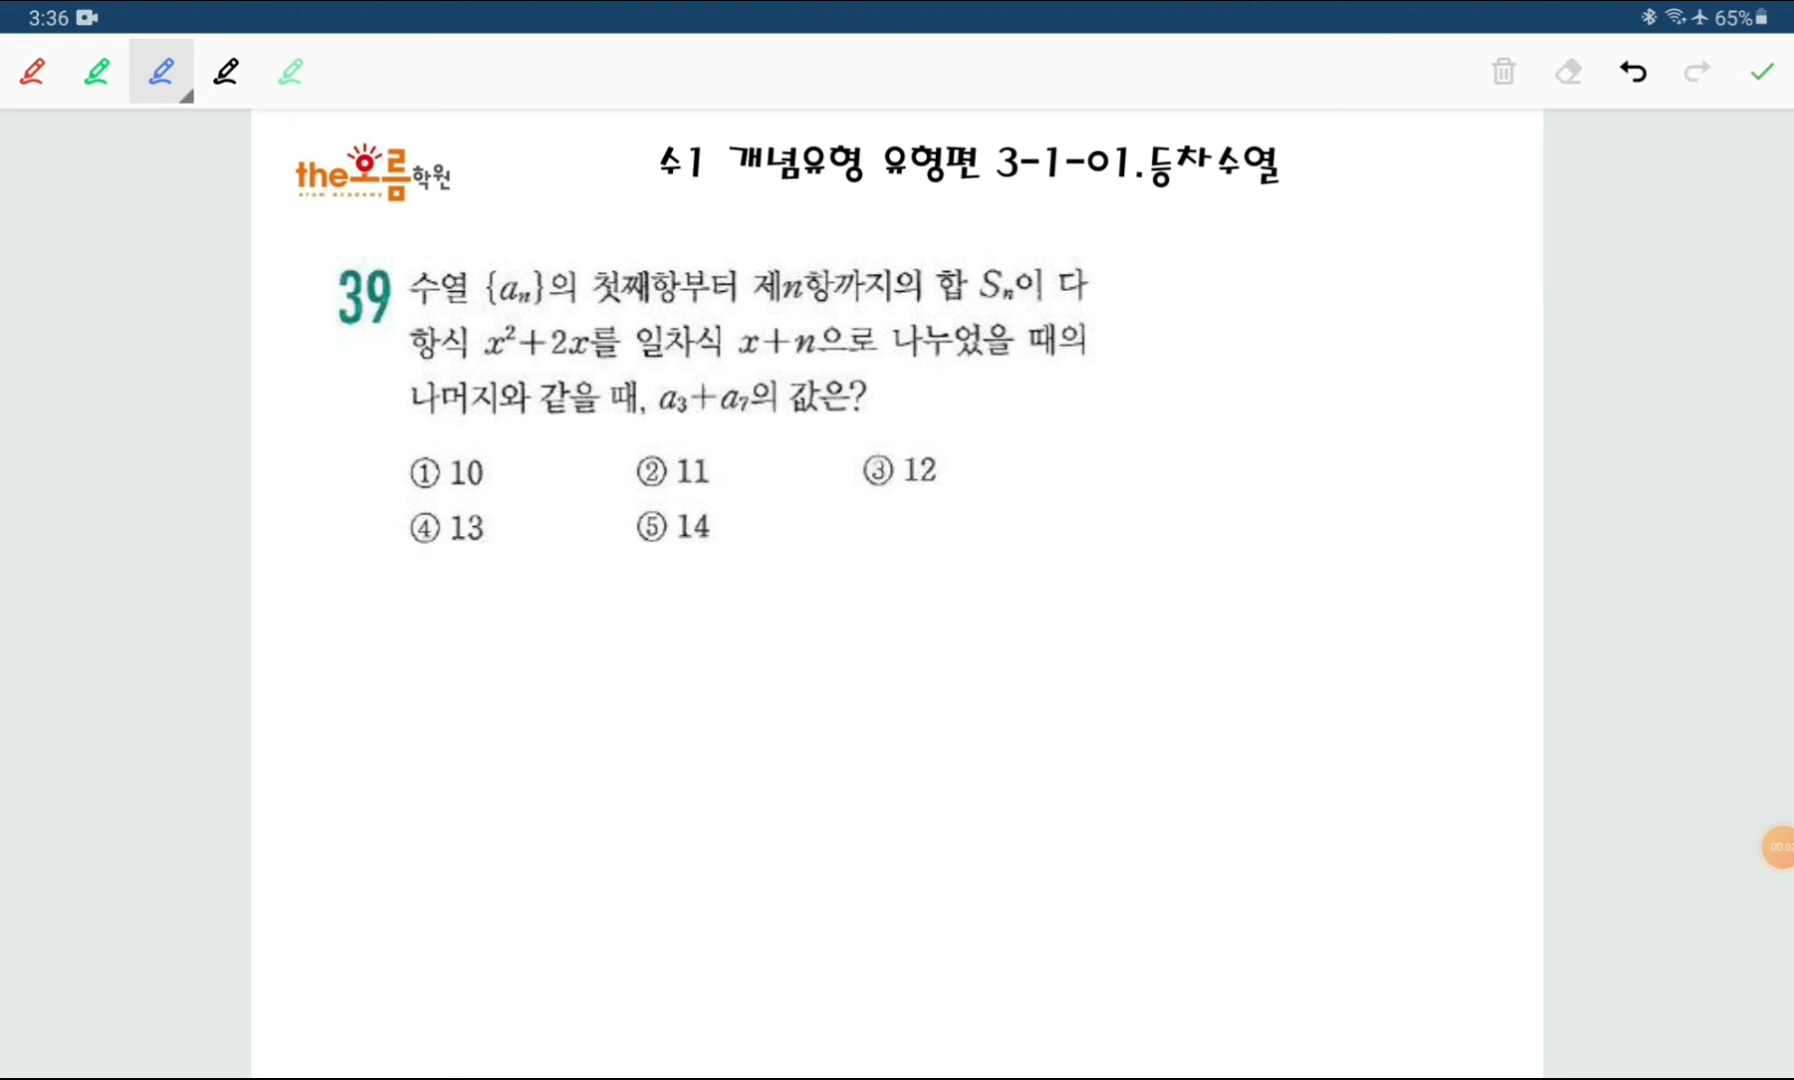 3:36
65%
the오름학원
수1 개념유형 유형편 3-1-01.등차수열
39 수열 {aₙ}의 첫째항부터 제n항까지의 합 Sₙ이 다
항식 x²+2x를 일차식 x+n으로 나누었을 때의
나머지와 같을 때, a₃+a₇의 값은?
① 10 ② 11 ③ 12
④ 13 ⑤ 14